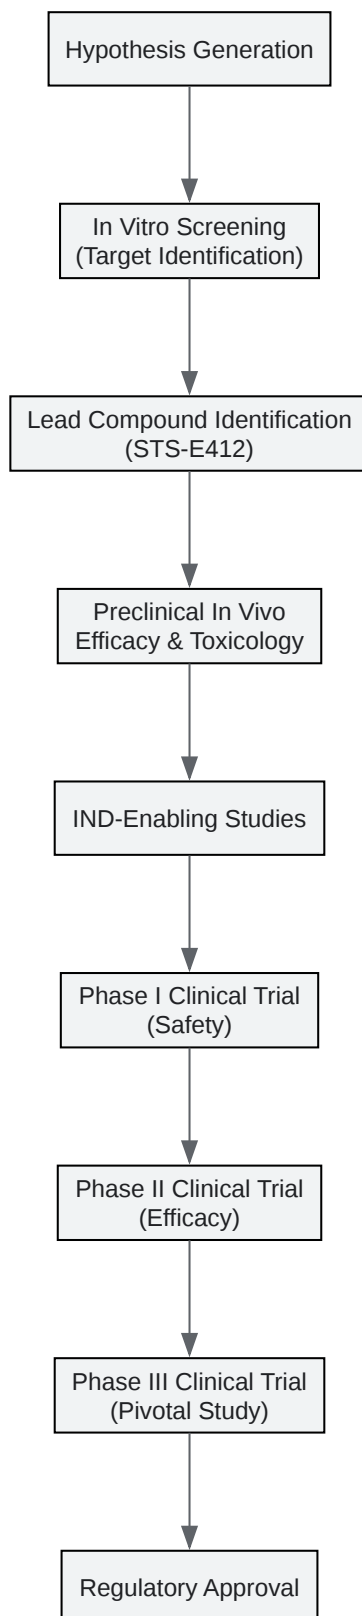 Hypothesis Generation
In Vitro Screening
(Target Identification)
Lead Compound Identification
(STS-E412)
Preclinical In Vivo
Efficacy & Toxicology
IND-Enabling Studies
Phase I Clinical Trial
(Safety)
Phase II Clinical Trial
(Efficacy)
Phase III Clinical Trial
(Pivotal Study)
Regulatory Approval